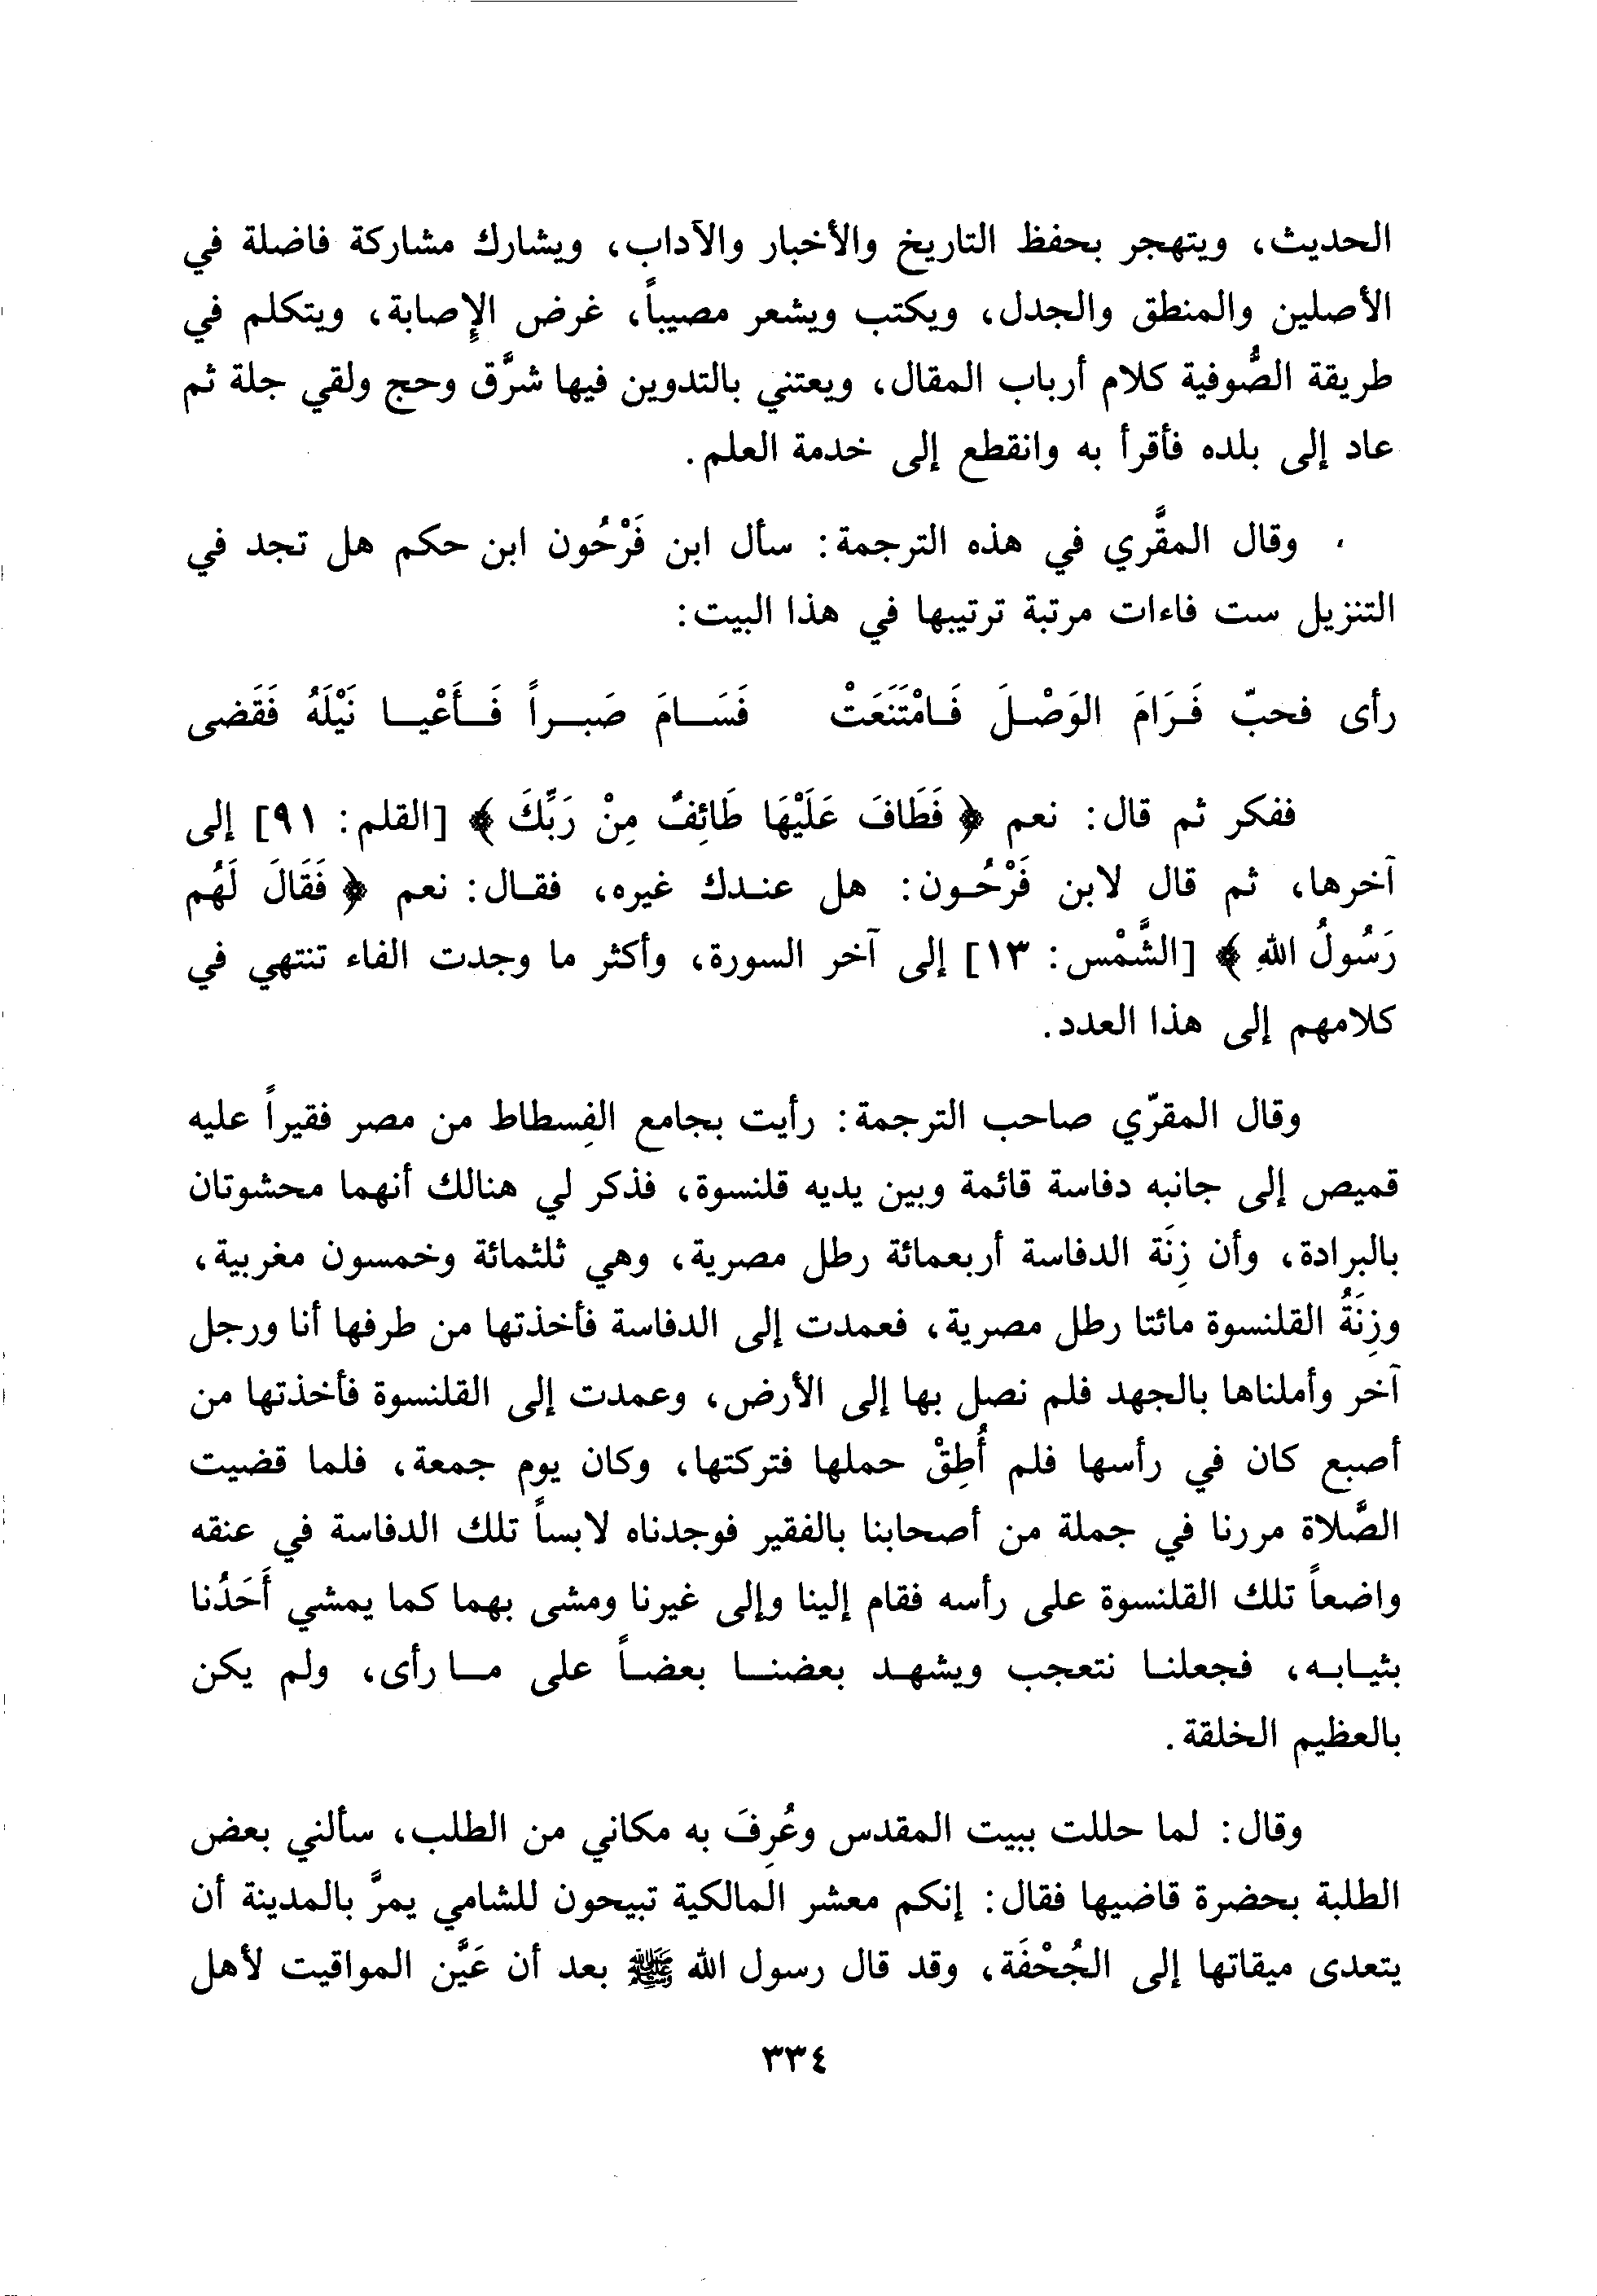 الحديث، ويتهجر بحفظ التاريخ والأخبار والآداب، ويشارك مشاركة فاضلة في
الأصلين والمنطق والجدل، ويكتب ويشعر مصيباً، غرض الإصابة، ويتكلم في
طريقة الصُّوفية كلام أرباب المقال، ويعتني بالتدوين فيها شرَّق وحج ولقي جلة ثم
عاد إلى بلده فأقرأ به وانقطع إلى خدمة العلم.
وقال المقَّري في هذه الترجمة: سأل ابن فَرْحُون ابن حكم هل تجد في
التنزيل ست فاءات مرتبة ترتيبها في هذا البيت:
رأى فحبّ فَرَامَ الوَصْلَ فَامْتَنَعَتْ فَسَامَ صَبراً فَأَعْيا نَيْلَهُ فَقَضى
ففكر ثم قال: نعم ﴿فَطَافَ عَلَيْهَا طَائِفٌ مِنْ رَبِّكَ﴾ [القلم: ٩١] إلى
آخرها، ثم قال لابن فَرْحُون: هل عندك غيره، فقال: نعم ﴿فَقَالَ لَهُم
رَسُولُ اللهِ﴾ [الشَّمْس: ١٣] إلى آخر السورة، وأكثر ما وجدت الفاء تنتهي في
كلامهم إلى هذا العدد.
وقال المقرّي صاحب الترجمة: رأيت بجامع الفِسطاط من مصر فقيراً عليه
قميص إلى جانبه دفاسة قائمة وبين يديه قلنسوة، فذكر لي هنالك أنهما محشوتان
بالبرادة، وأن زِنَة الدفاسة أربعمائة رطل مصرية، وهي ثلثمائة وخمسون مغربية،
وزِنَةُ القلنسوة مائتا رطل مصرية، فعمدت إلى الدفاسة فأخذتها من طرفها أنا ورجل
آخر وأملناها بالجهد فلم نصل بها إلى الأرض، وعمدت إلى القلنسوة فأخذتها من
أصبع كان في رأسها فلم أُطِقْ حملها فتركتها، وكان يوم جمعة، فلما قضيت
الصَّلاة مررنا في جملة من أصحابنا بالفقير فوجدناه لابساً تلك الدفاسة في عنقه
واضعاً تلك القلنسوة على رأسه فقام إلينا وإلى غيرنا ومشى بهما كما يمشي أَحَدُنا
بثيابه، فجعلنا نتعجب ويشهد بعضنا بعضاً على ما رأى، ولم يكن
بالعظيم الخلقة.
وقال: لما حللت ببيت المقدس وعُرِفَ به مكاني من الطلب، سألني بعض
الطلبة بحضرة قاضيها فقال: إنكم معشر المالكية تبيحون للشامي يمرَّ بالمدينة أن
يتعدى ميقاتها إلى الجُحْفَة، وقد قال رسول الله ﷺ بعد أن عَيَّن المواقيت لأهل
٣٣٤